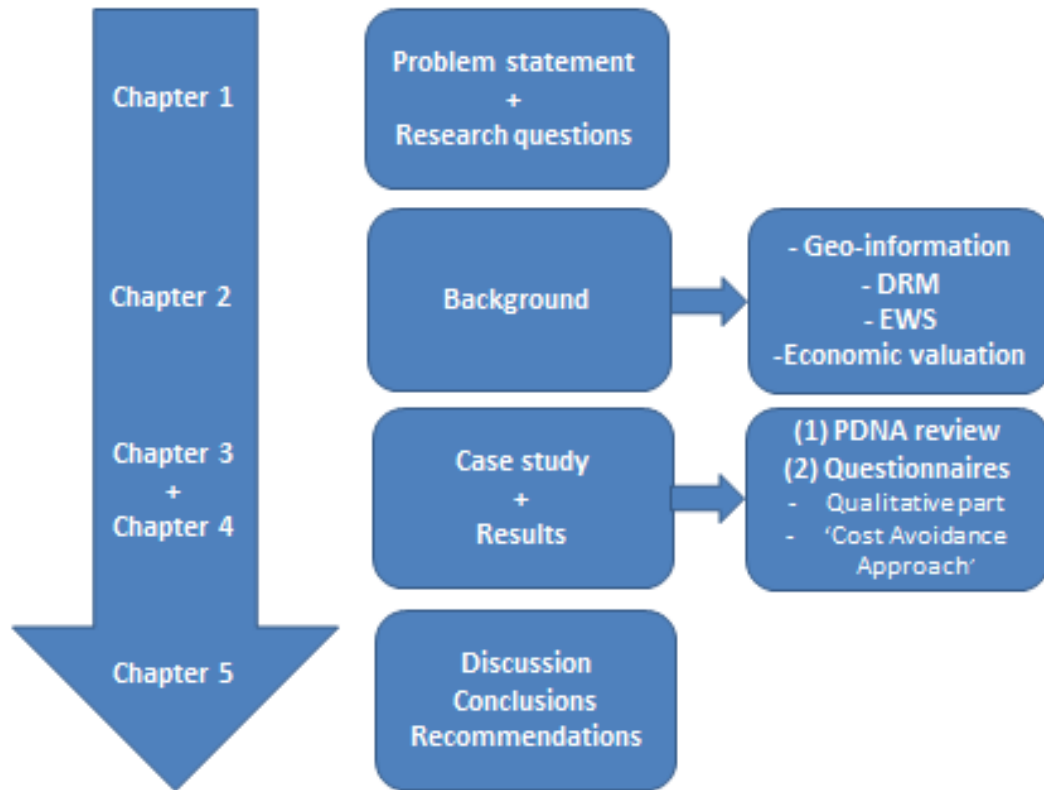 Chapter 1
Problem statement
+
Research questions
Chapter 2
Background
- Geo-information
- DRM
- EWS
-Economic valuation
Chapter 3
+
Chapter 4
Case study
+
Results
(1) PDNA review
(2) Questionnaires
- Qualitative part
- 'Cost Avoidance
Approach'
Chapter 5
Discussion
Conclusions
Recommendations